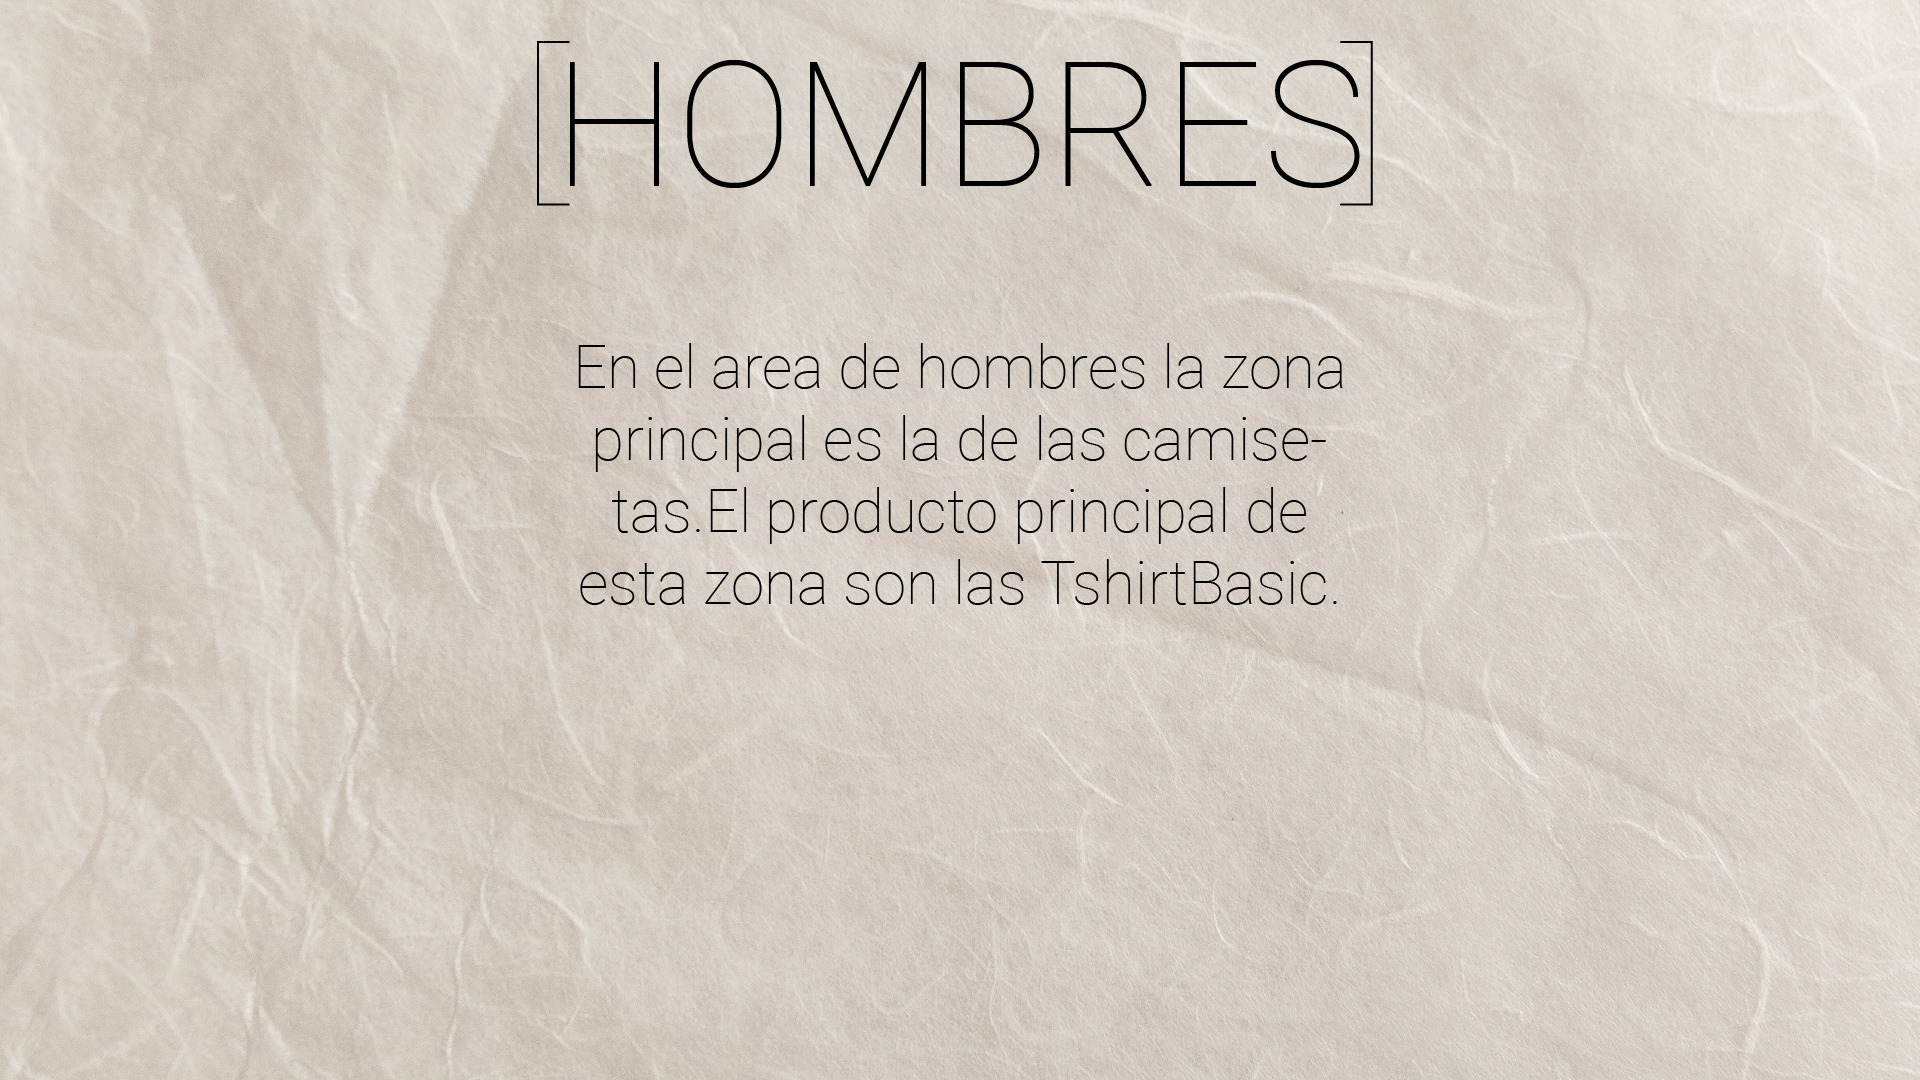 [HOMBRES]
En el area de hombres la zona
principal es la de las camise-
tas.El producto principal de
esta zona son las TshirtBasic.